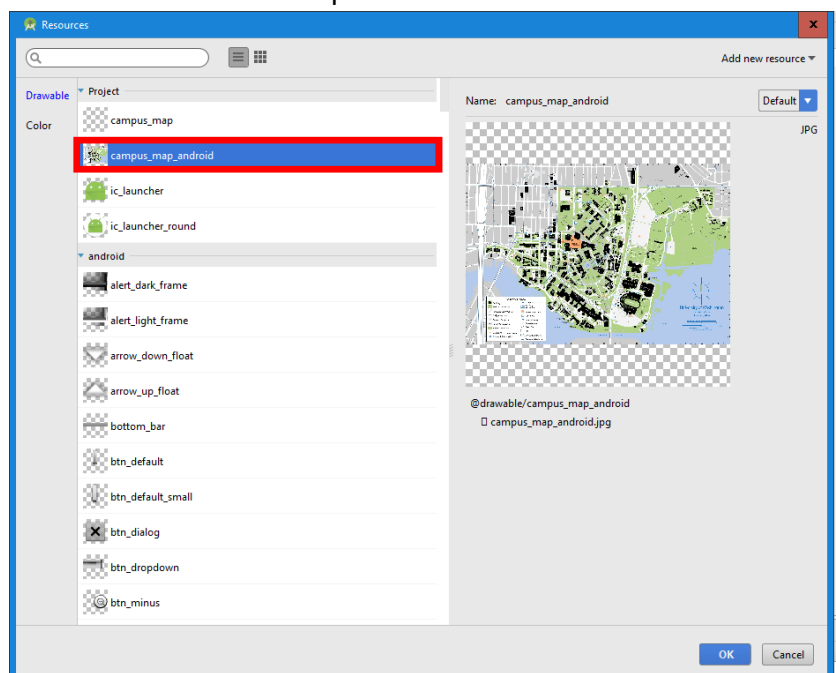 Resources
x
Add new resource
Drawable
Color
Project
campus_map
campus_map_android
ic_launcher
ic_launcher_round
android
alert_dark_frame
alert_light_frame
arrow_down_float
arrow_up_float
bottom_bar
btn_default
btn_default_small
btn_dialog
btn_dropdown
btn_minus
Name: campus_map_android
Default
JPG
@drawable/campus_map_android
campus_map_android.jpg
OK
Cancel